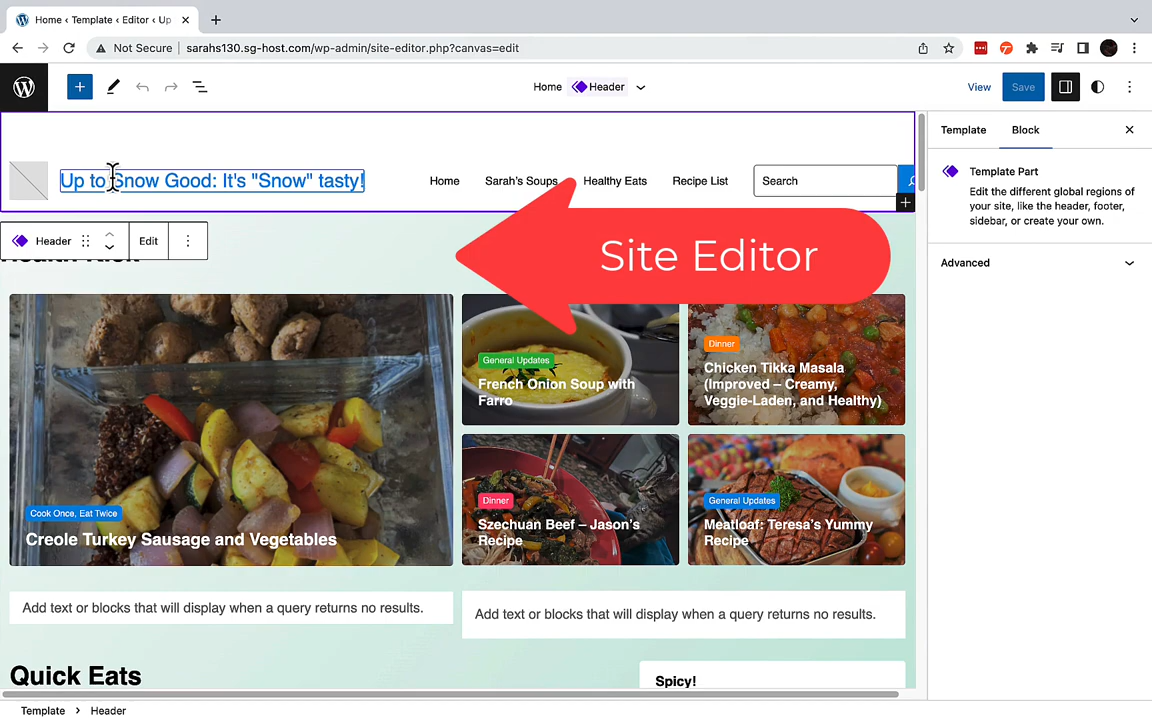 Home ‹ Template ‹ Editor ‹ Up
Not Secure
sarahs130.sg-host.com/wp-admin/site-editor.php?canvas=edit
Home
Header
View
Save
Template
Block
Template Part
Edit the different global regions of
your site, like the header, footer,
sidebar, or create your own.
Advanced
Up to Snow Good: It's "Snow" tasty!
Home
Sarah's Soups
Healthy Eats
Recipe List
Search
Header
Edit
Site Editor
Cook Once, Eat Twice
Creole Turkey Sausage and Vegetables
General Updates
French Onion Soup with
Farro
Dinner
Chicken Tikka Masala
(Improved – Creamy,
Veggie-Laden, and Healthy)
Dinner
Szechuan Beef – Jason's
Recipe
General Updates
Meatloaf: Teresa's Yummy
Recipe
Add text or blocks that will display when a query returns no results.
Add text or blocks that will display when a query returns no results.
Quick Eats
Spicy!
Template
Header